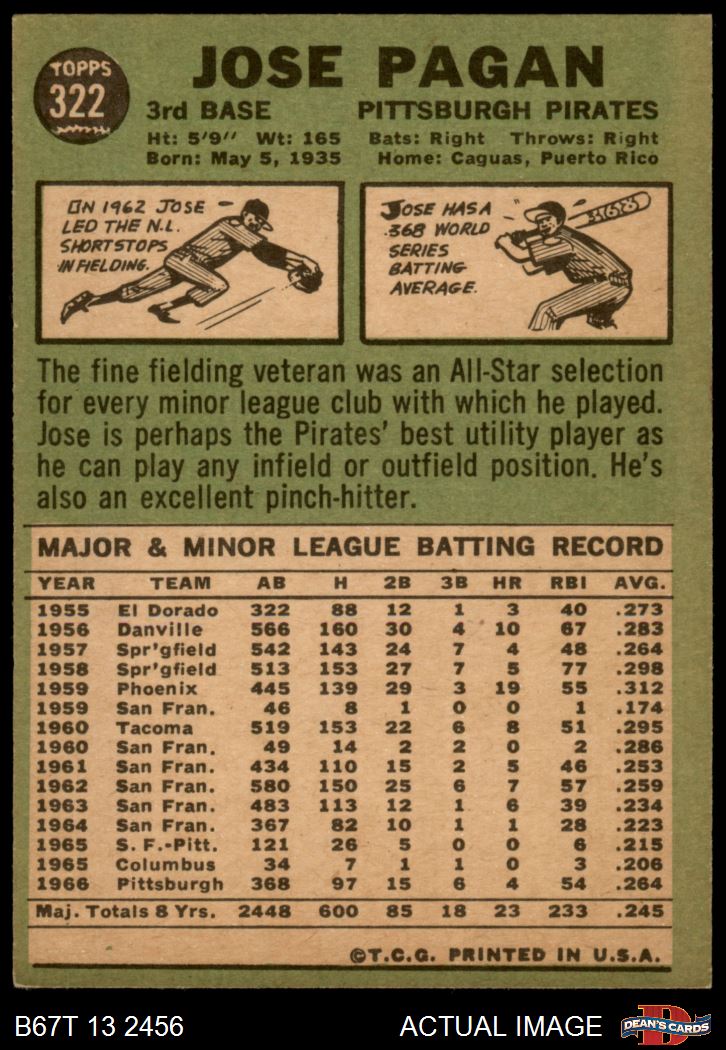 TOPPS
322
JOSE PAGAN
3rd BASE PITTSBURGH PIRATES
Ht: 5'9" Wt: 165 Bats: Right Throws: Right
Born: May 5, 1935 Home: Caguas, Puerto Rico
IN 1962 JOSE
LED THE N.L.
SHORTSTOPS
IN FIELDING.
JOSE HAS A
.368 WORLD
SERIES
BATTING
AVERAGE.
.368
The fine fielding veteran was an All-Star selection
for every minor league club with which he played.
Jose is perhaps the Pirates' best utility player as
he can play any infield or outfield position. He's
also an excellent pinch-hitter.
MAJOR & MINOR LEAGUE BATTING RECORD
YEAR TEAM AB H 2B 3B HR RBI AVG.
1955 El Dorado 322 88 12 1 3 40 .273
1956 Danville 566 160 30 4 10 67 .283
1957 Spr'gfield 542 143 24 7 4 48 .264
1958 Spr'gfield 513 153 27 7 5 77 .298
1959 Phoenix 445 139 29 3 19 55 .312
1959 San Fran. 46 8 1 0 0 1 .174
1960 Tacoma 519 153 22 6 8 51 .295
1960 San Fran. 49 14 2 2 0 2 .286
1961 San Fran. 434 110 15 2 5 46 .253
1962 San Fran. 580 150 25 6 7 57 .259
1963 San Fran. 483 113 12 1 6 39 .234
1964 San Fran. 367 82 10 1 1 28 .223
1965 S. F.-Pitt. 121 26 5 0 0 6 .215
1965 Columbus 34 7 1 1 0 3 .206
1966 Pittsburgh 368 97 15 6 4 54 .264
Maj. Totals 8 Yrs. 2448 600 85 18 23 233 .245
©T.C.G. PRINTED IN U.S.A.
B67T 13 2456 ACTUAL IMAGE
D
DEAN'S CARDS